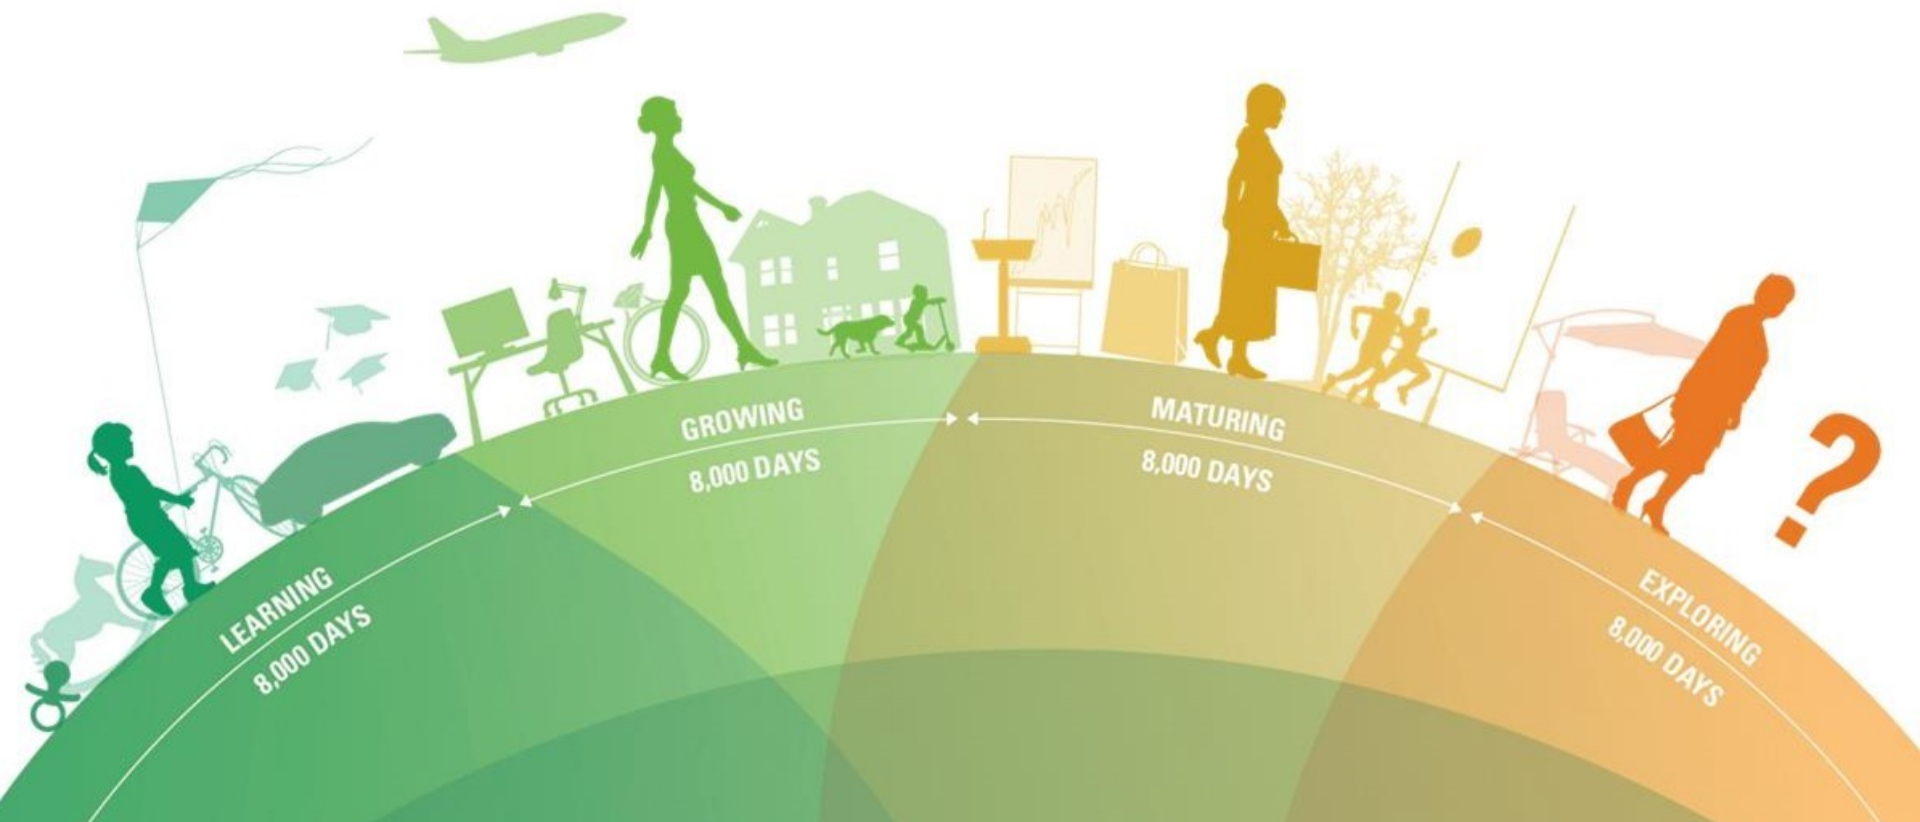 LEARNING
8,000 DAYS
GROWING
8,000 DAYS
MATURING
8,000 DAYS
EXPLORING
8,000 DAYS
?